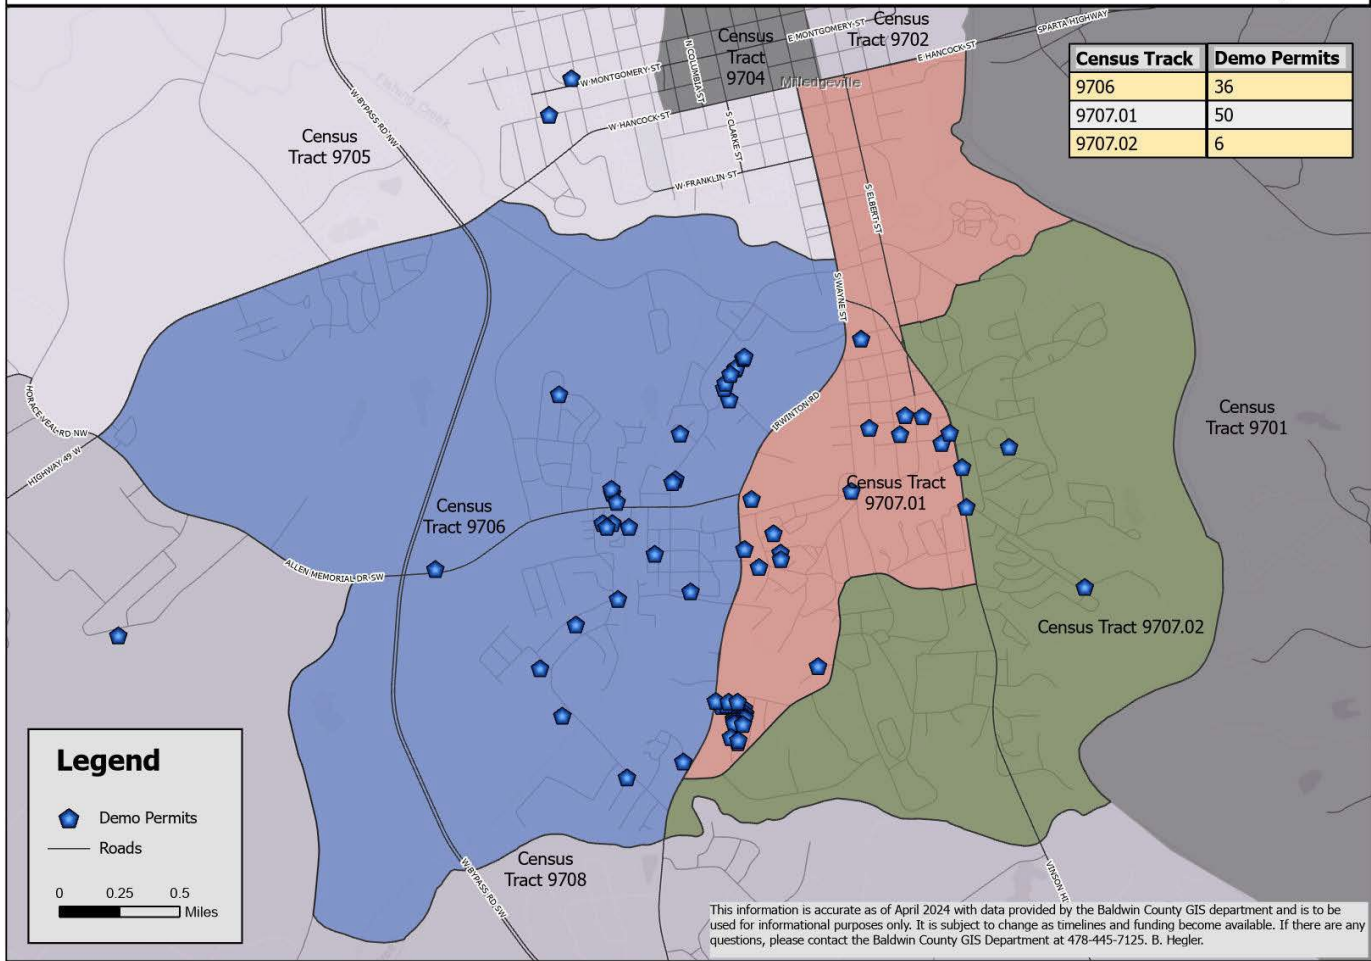 Census
Tract 9702
SPARTA HIGHWAY
E MONTGOMERY ST
E HANCOCK ST
Census
Tract
9704
N COLUMBIA ST
Milledgeville
W MONTGOMERY ST
W HANCOCK ST
S CLARKE ST
W FRANKLIN ST
W BYPASS RD NW
Fishing Creek
Census
Tract 9705
Census Track Demo Permits
9706 36
9707.01 50
9707.02 6
S ELBERT ST
S WAYNE ST
IRWINTON RD
HORACE VEAL RD NW
HIGHWAY 49 W
Census
Tract 9701
Census Tract
9707.01
Census
Tract 9706
ALLEN MEMORIAL DR SW
Census Tract 9707.02
Legend
Demo Permits
Roads
0 0.25 0.5
Miles
Census
Tract 9708
W BYPASS RD SW
VINSON
This information is accurate as of April 2024 with data provided by the Baldwin County GIS department and is to be
used for informational purposes only. It is subject to change as timelines and funding become available. If there are any
questions, please contact the Baldwin County GIS Department at 478-445-7125. B. Hegler.